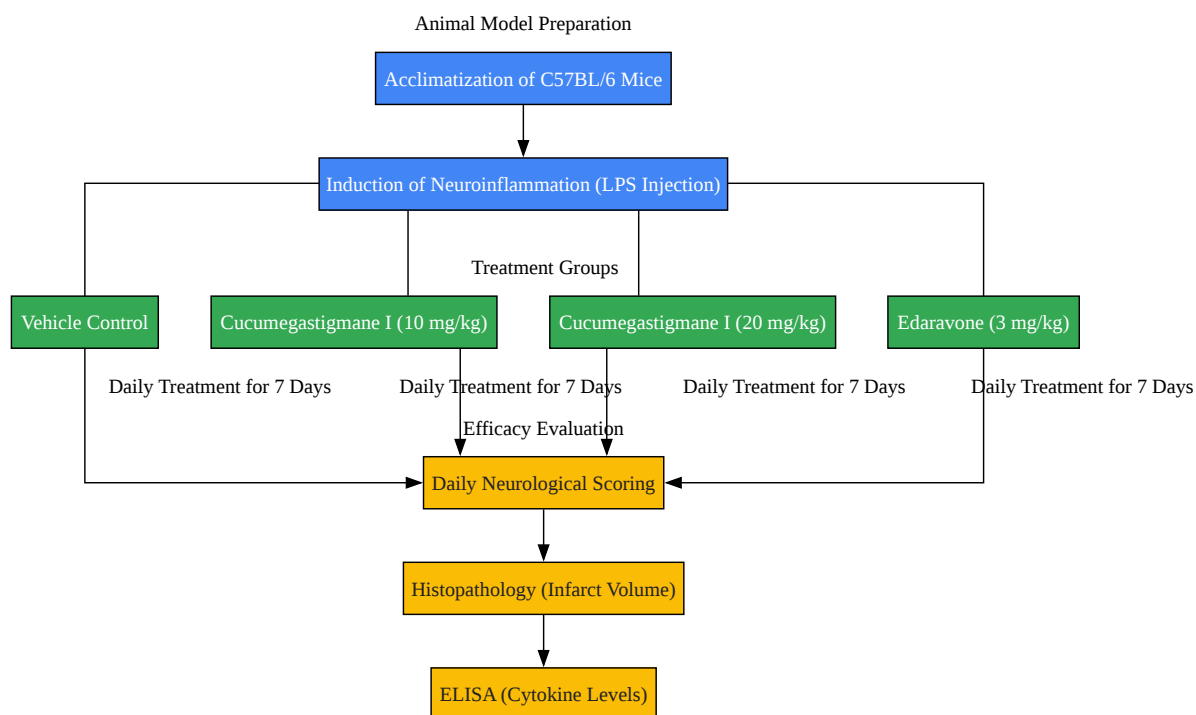 Animal Model Preparation
Acclimatization of C57BL/6 Mice
Induction of Neuroinflammation (LPS Injection)
Treatment Groups
Vehicle Control
Cucumegastigmane I (10 mg/kg)
Cucumegastigmane I (20 mg/kg)
Edaravone (3 mg/kg)
Daily Treatment for 7 Days
Daily Treatment for 7 Days
Daily Treatment for 7 Days
Daily Treatment for 7 Days
Efficacy Evaluation
Daily Neurological Scoring
Histopathology (Infarct Volume)
ELISA (Cytokine Levels)